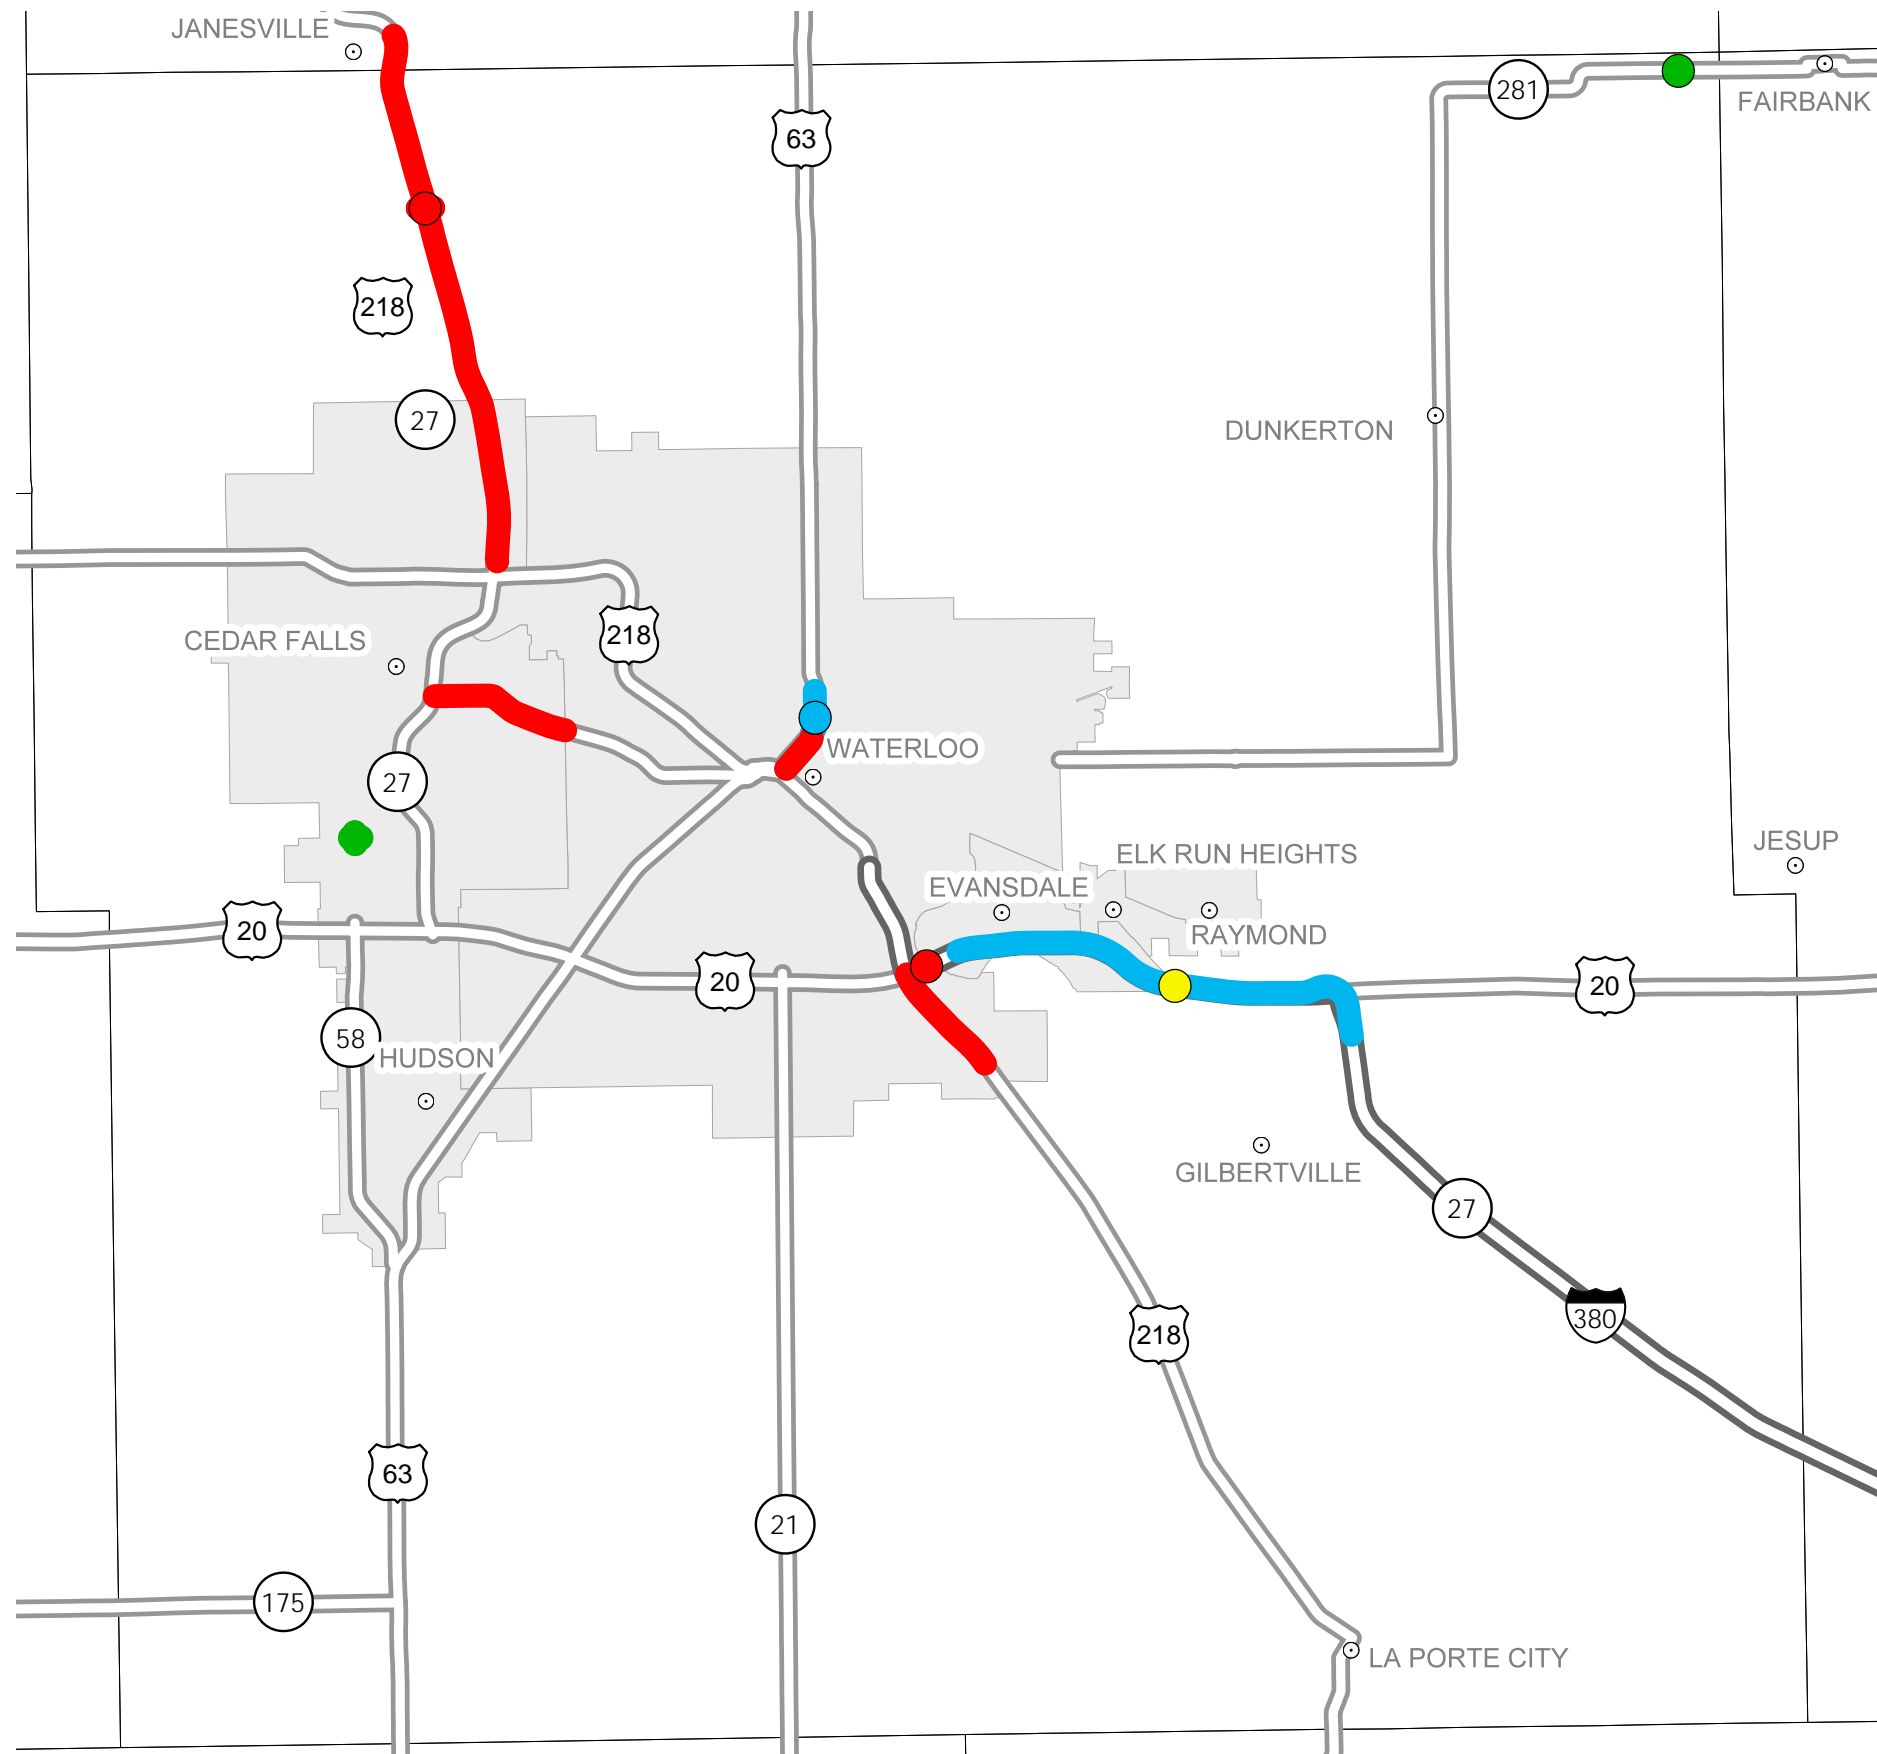 JANESVILLE
281
FAIRBANK
63
218
27
DUNKERTON
218
CEDAR FALLS
WATERLOO
27
JESUP
ELK RUN HEIGHTS
EVANSDALE
20
RAYMOND
20
20
58
HUDSON
GILBERTVILLE
27
380
218
63
21
175
LA PORTE CITY